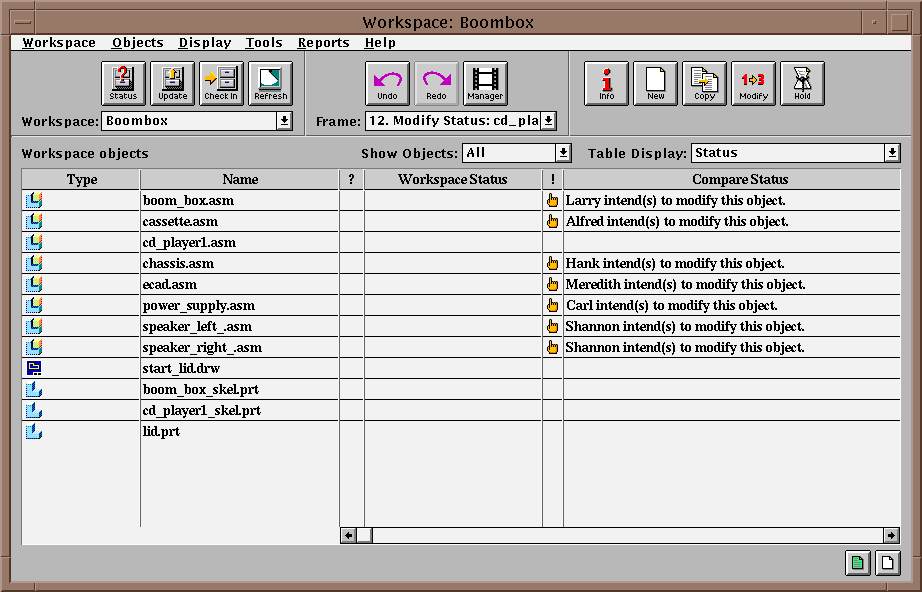 Workspace: Boombox
Workspace Objects Display Tools Reports Help
Status Update Check In Refresh Undo Redo Manager Info New Copy Modify Hold
Workspace: Boombox Frame: 12. Modify Status: cd_pla
Workspace objects Show Objects: All Table Display: Status
Type Name ? Workspace Status ! Compare Status
boom_box.asm Larry intend(s) to modify this object.
cassette.asm Alfred intend(s) to modify this object.
cd_player1.asm
chassis.asm Hank intend(s) to modify this object.
ecad.asm Meredith intend(s) to modify this object.
power_supply.asm Carl intend(s) to modify this object.
speaker_left_.asm Shannon intend(s) to modify this object.
speaker_right_.asm Shannon intend(s) to modify this object.
start_lid.drw
boom_box_skel.prt
cd_player1_skel.prt
lid.prt